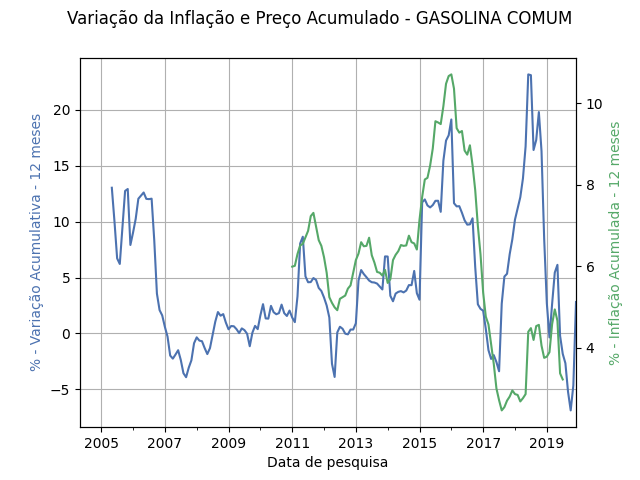 Variação da Inflação e Preço Acumulado - GASOLINA COMUM
% - Variação Acumulativa - 12 meses
20
15
10
5
0
−5
10
8
6
4
% - Inflação Acumulada - 12 meses
2005 2007 2009 2011 2013 2015 2017 2019
Data de pesquisa